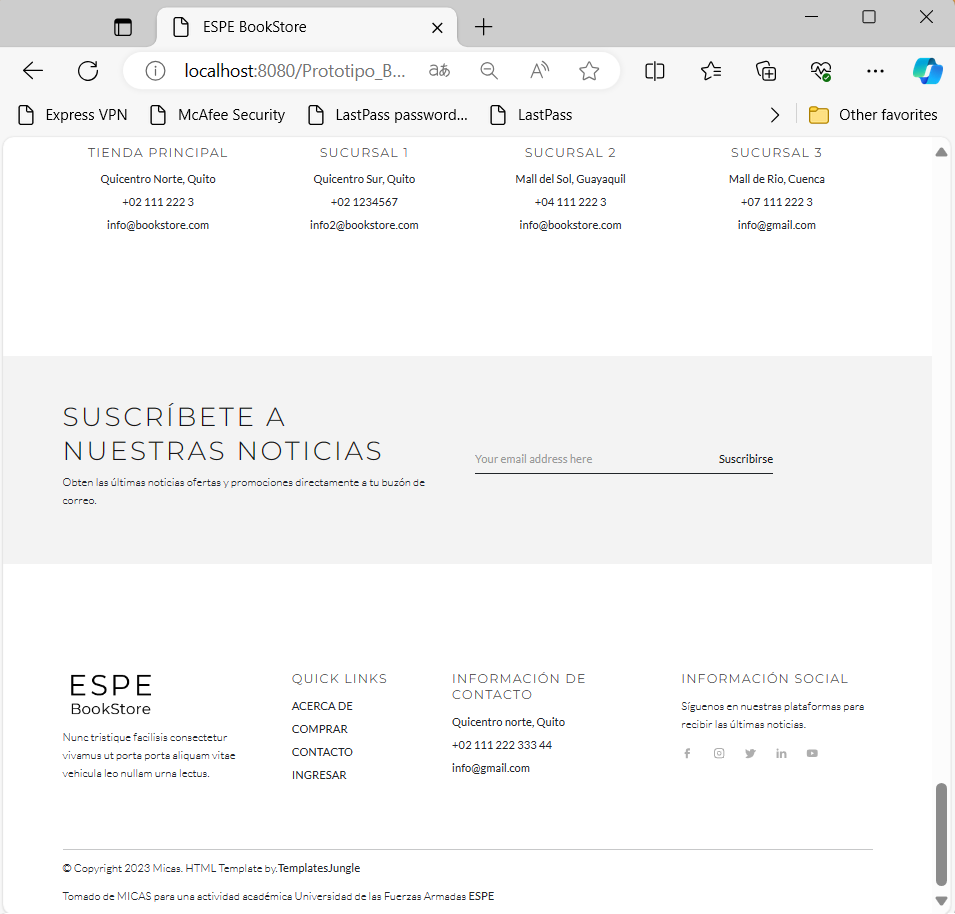 ESPE BookStore
localhost:8080/Prototipo_B...
aあ
Express VPN
McAfee Security
LastPass password...
LastPass
Other favorites
TIENDA PRINCIPAL
Quicentro Norte, Quito
+02 111 222 3
info@bookstore.com
SUCURSAL 1
Quicentro Sur, Quito
+02 1234567
info2@bookstore.com
SUCURSAL 2
Mall del Sol, Guayaquil
+04 111 222 3
info@bookstore.com
SUCURSAL 3
Mall de Rio, Cuenca
+07 111 222 3
info@gmail.com
SUSCRÍBETE A
NUESTRAS NOTICIAS
Obten las últimas noticias ofertas y promociones directamente a tu buzón de
correo.
Your email address here
Suscribirse
ESPE
BookStore
Nunc tristique facilisis consectetur
vivamus ut porta porta aliquam vitae
vehicula leo nullam urna lectus.
QUICK LINKS
ACERCA DE
COMPRAR
CONTACTO
INGRESAR
INFORMACIÓN DE
CONTACTO
Quicentro norte, Quito
+02 111 222 333 44
info@gmail.com
INFORMACIÓN SOCIAL
Síguenos en nuestras plataformas para
recibir las últimas noticias.
© Copyright 2023 Micas. HTML Template by.TemplatesJungle
Tomado de MICAS para una actividad académica Universidad de las Fuerzas Armadas ESPE